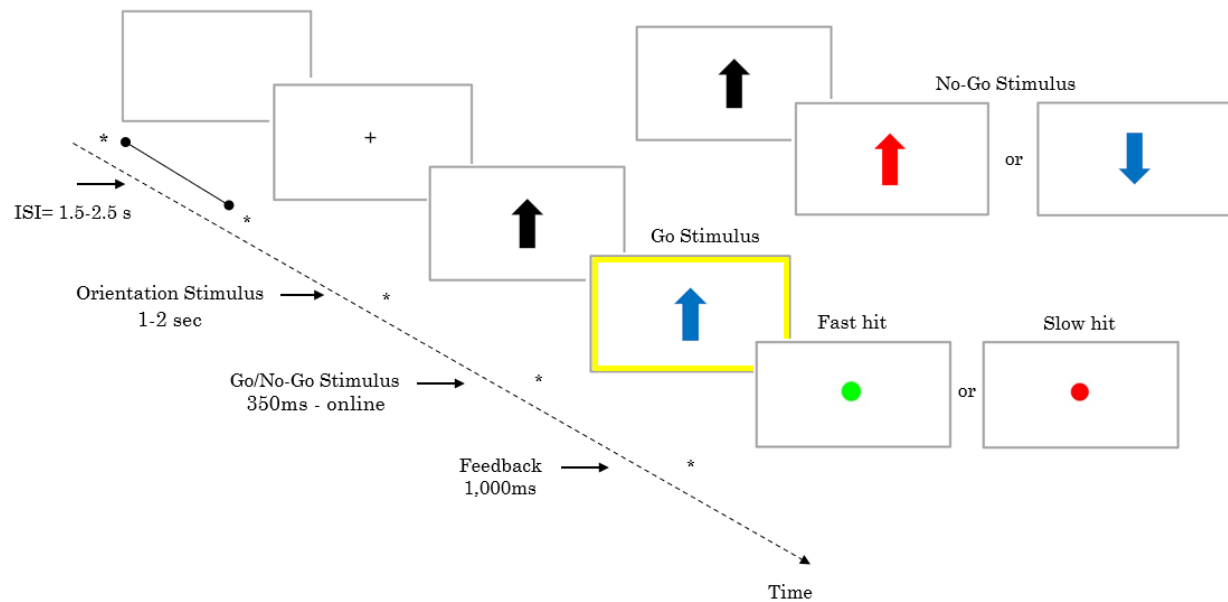 No-Go Stimulus
+
or
*
ISI= 1.5-2.5 s
*
Go Stimulus
Orientation Stimulus
1-2 sec
*
Fast hit
Slow hit
Go/No-Go Stimulus
350ms - online
*
or
Feedback
1,000ms
*
Time